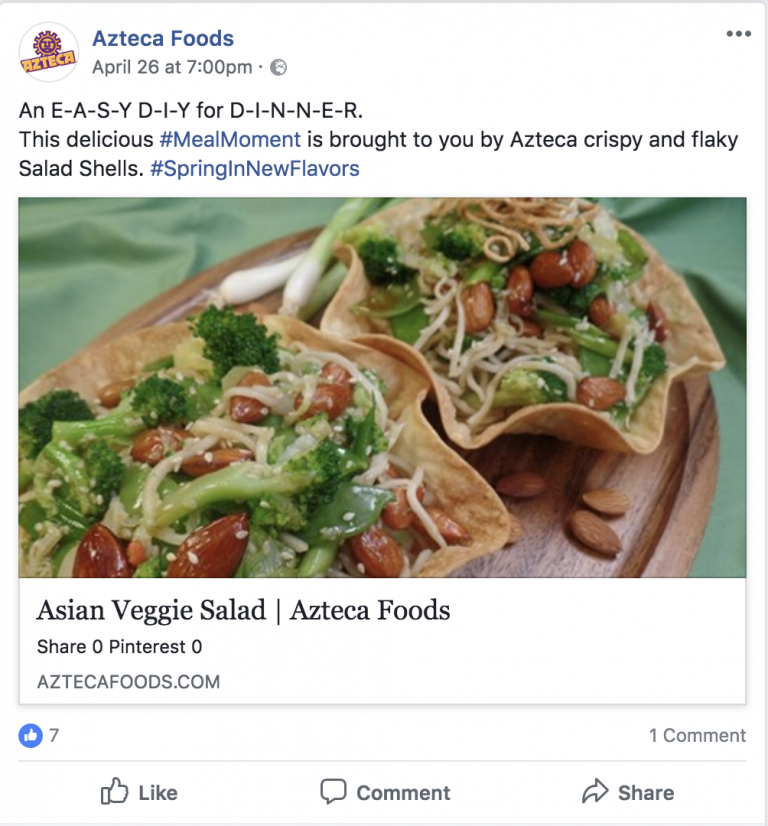 Azteca Foods
April 26 at 7:00pm ·
AZTECA
An E-A-S-Y D-I-Y for D-I-N-N-E-R.
This delicious #MealMoment is brought to you by Azteca crispy and flaky
Salad Shells. #SpringInNewFlavors
Asian Veggie Salad | Azteca Foods
Share 0 Pinterest 0
AZTECAFOODS.COM
7
1 Comment
Like
Comment
Share